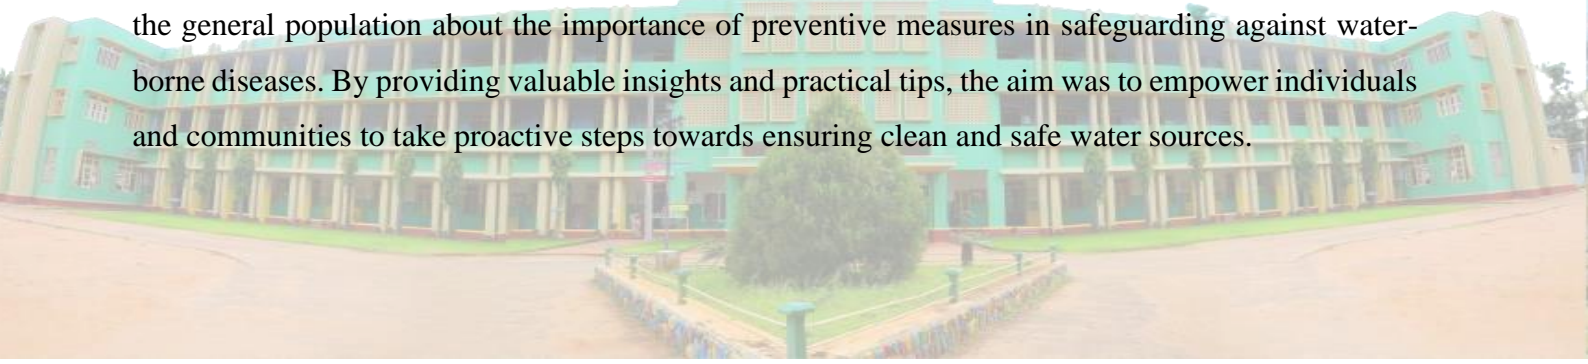 the general population about the importance of preventive measures in safeguarding against water-
borne diseases. By providing valuable insights and practical tips, the aim was to empower individuals
and communities to take proactive steps towards ensuring clean and safe water sources.